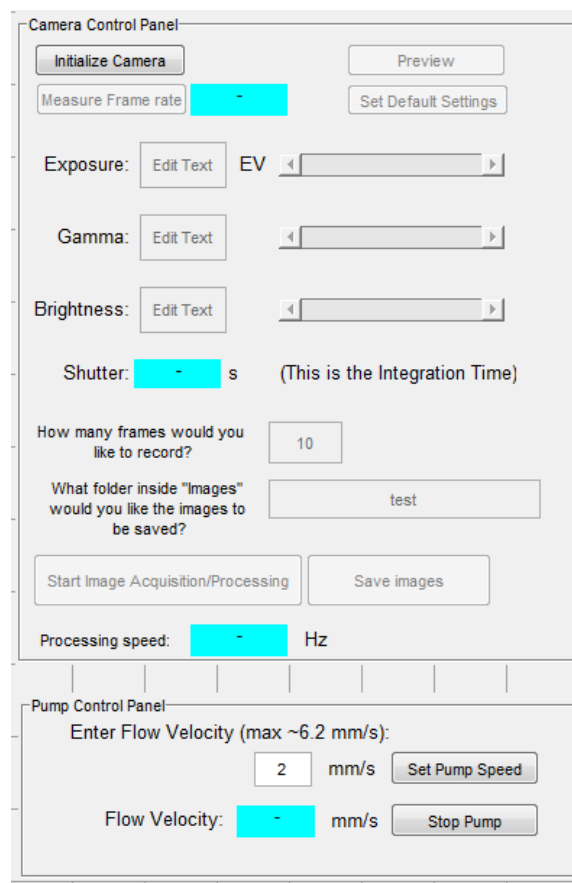 Camera Control Panel
Initialize Camera Preview
Measure Frame rate - Set Default Settings
Exposure: Edit Text EV
Gamma: Edit Text
Brightness: Edit Text
Shutter: - s (This is the Integration Time)
How many frames would you
like to record?
10
What folder inside "Images"
would you like the images to
be saved?
test
Start Image Acquisition/Processing Save images
Processing speed: - Hz
Pump Control Panel
Enter Flow Velocity (max ~6.2 mm/s):
2 mm/s Set Pump Speed
Flow Velocity: - mm/s Stop Pump